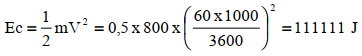 Ec = 1/2 mV² = 0,5 x 800 x (60 x 1000 / 3600)² = 111111 J